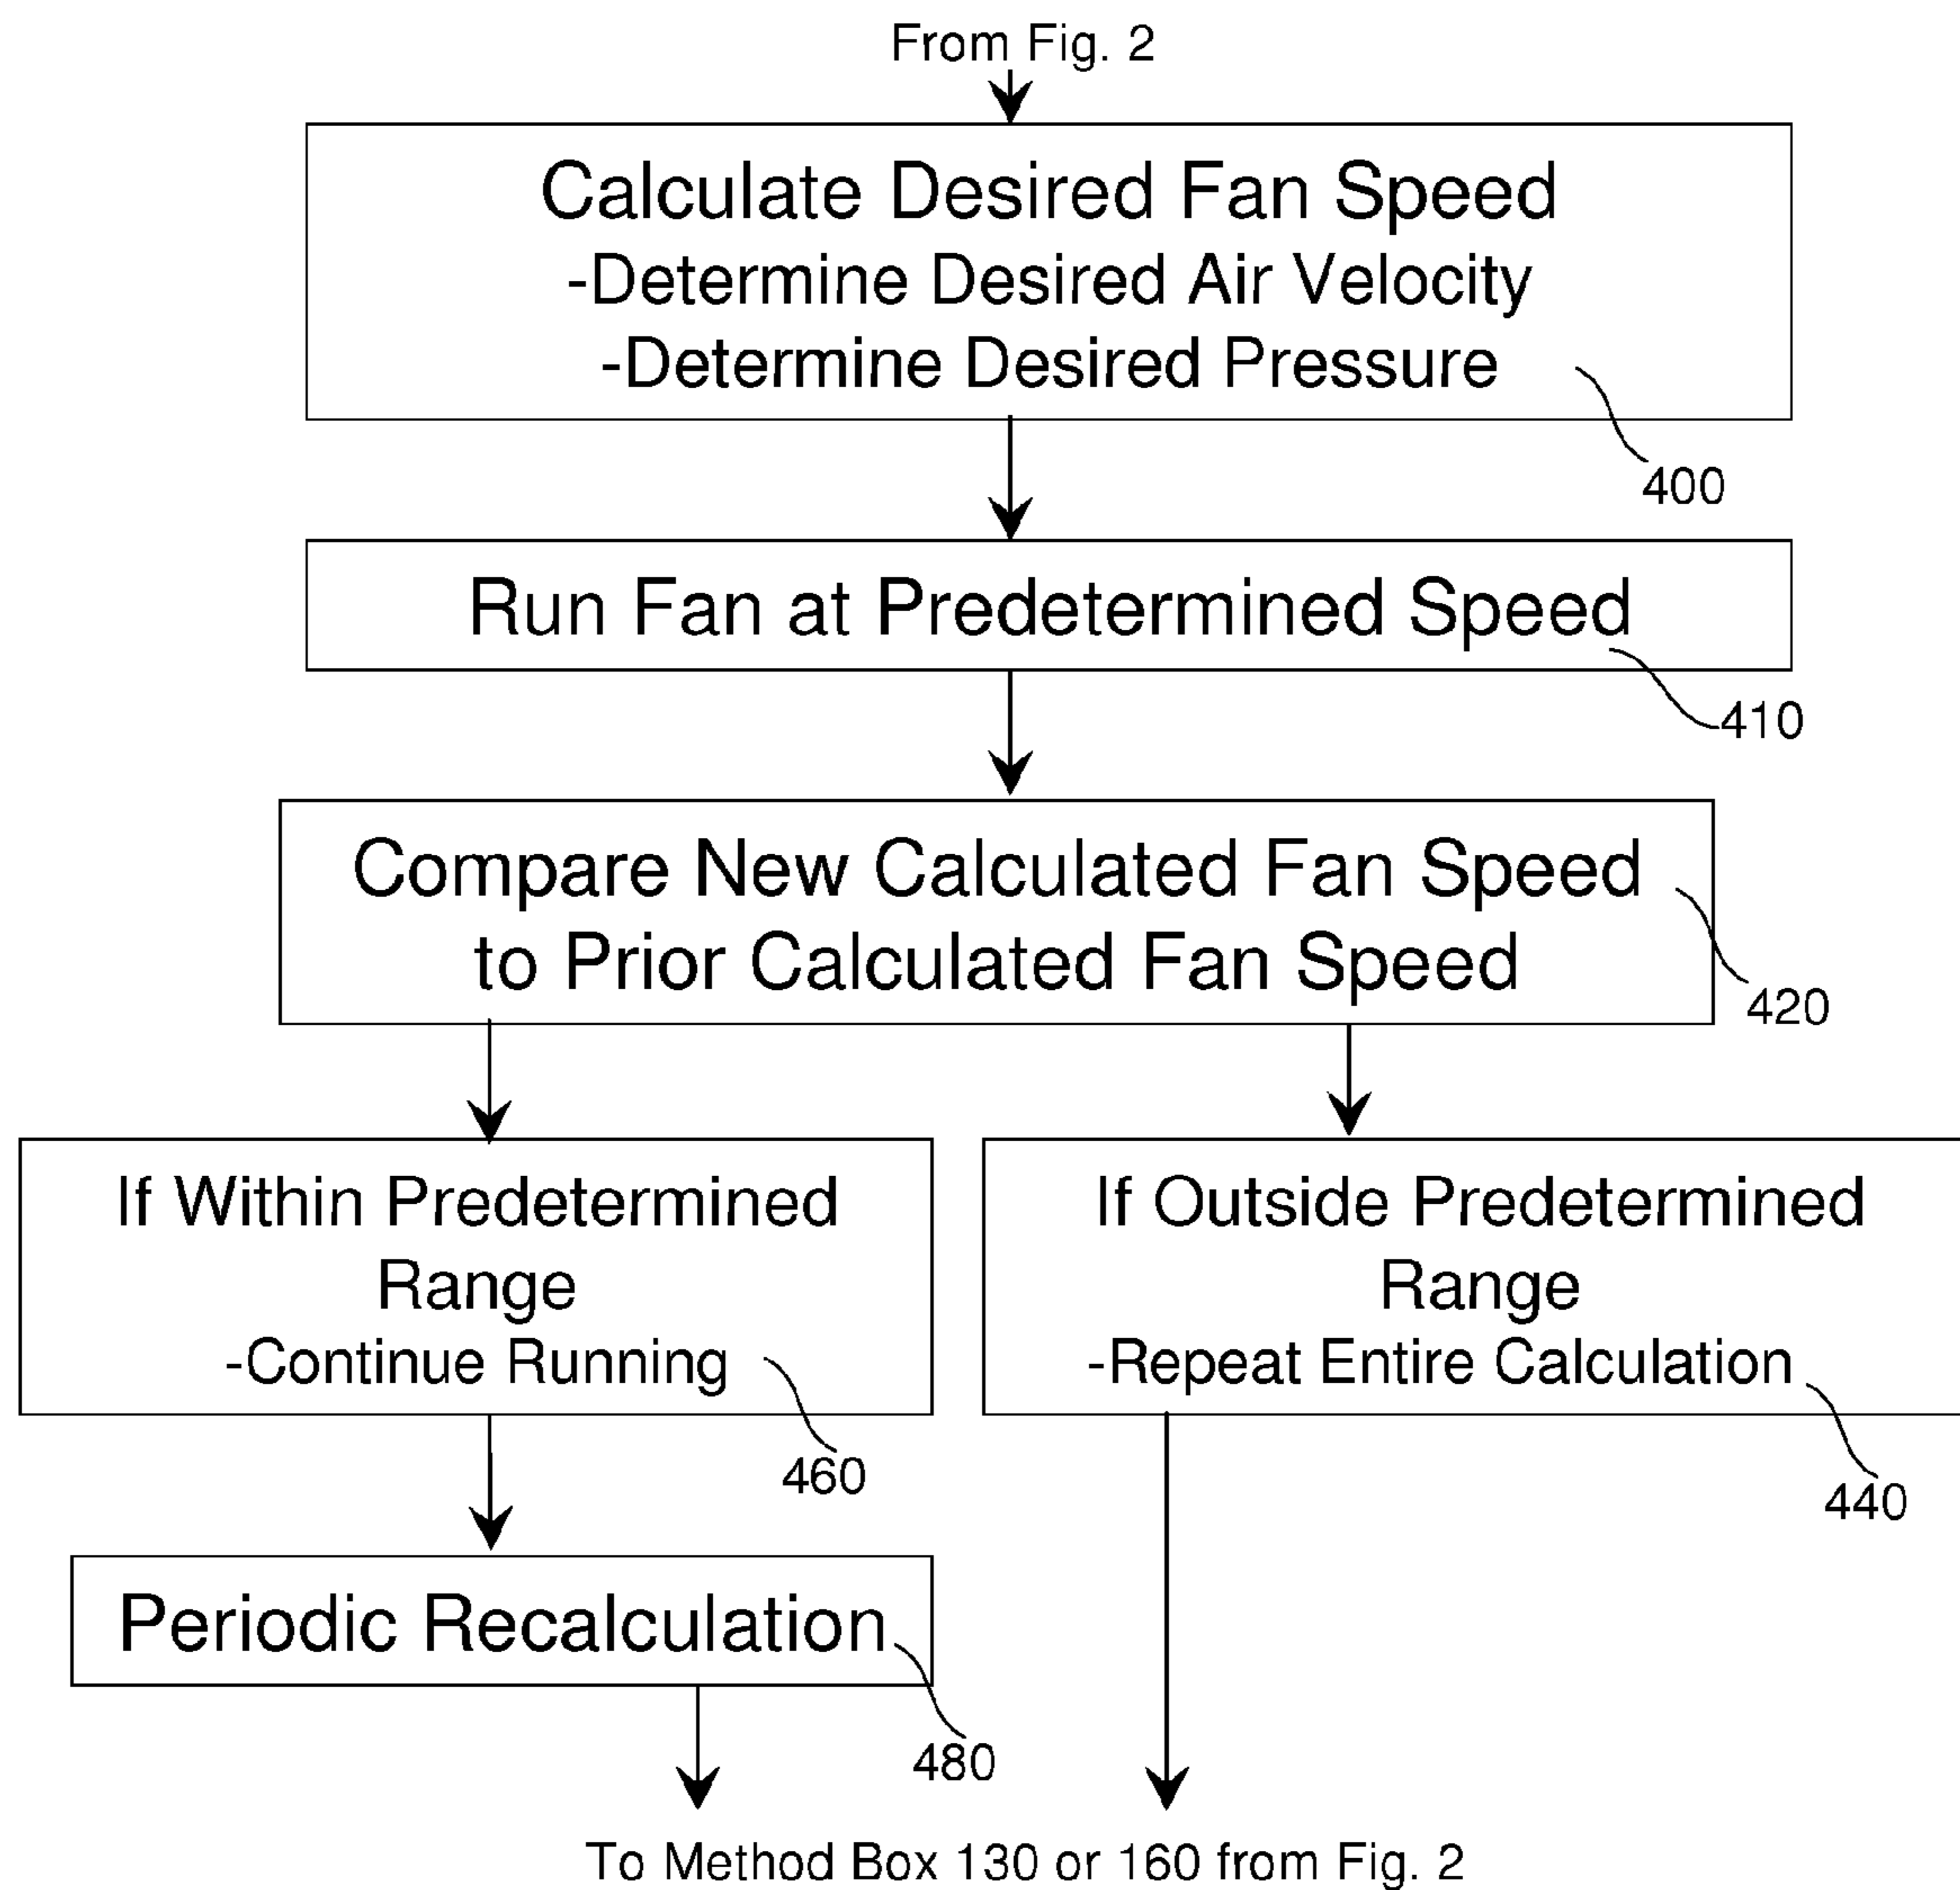 From Fig. 2
Calculate Desired Fan Speed
-Determine Desired Air Velocity
-Determine Desired Pressure
400
Run Fan at Predetermined Speed
410
Compare New Calculated Fan Speed
to Prior Calculated Fan Speed
420
If Within Predetermined
Range
-Continue Running
460
If Outside Predetermined
Range
-Repeat Entire Calculation
440
Periodic Recalculation
480
To Method Box 130 or 160 from Fig. 2